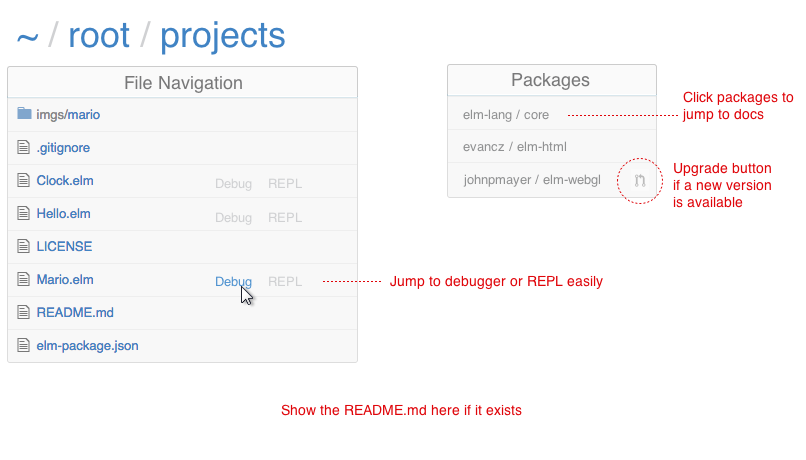 ~ / root / projects
File Navigation
imgs/mario
.gitignore
Clock.elm Debug REPL
Hello.elm Debug REPL
LICENSE
Mario.elm Debug REPL
README.md
elm-package.json
Packages
elm-lang / core
evancz / elm-html
johnpmayer / elm-webgl
Click packages to
jump to docs
Upgrade button
if a new version
is available
Jump to debugger or REPL easily
Show the README.md here if it exists